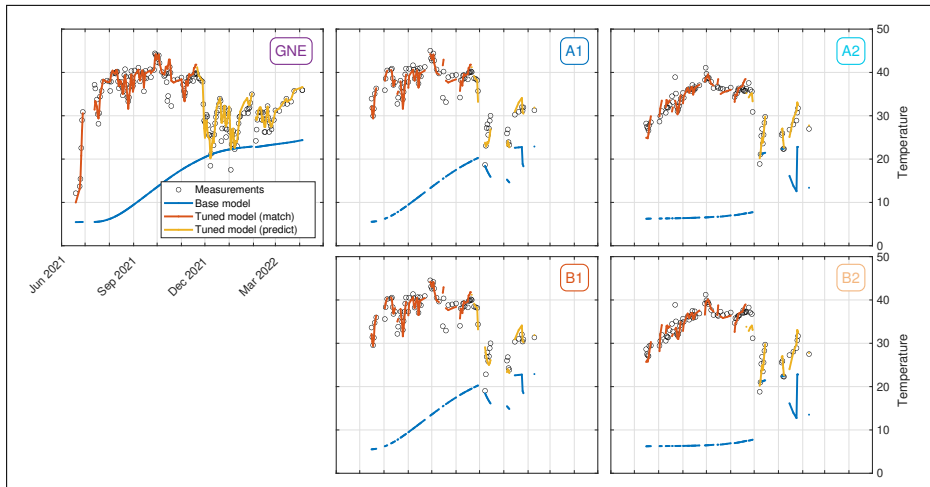 GNE
A1
A2
50
40
30
20
10
0
Temperature
Measurements
Base model
Tuned model (match)
Tuned model (predict)
Jun 2021
Sep 2021
Dec 2021
Mar 2022
B1
B2
50
40
30
20
10
0
Temperature